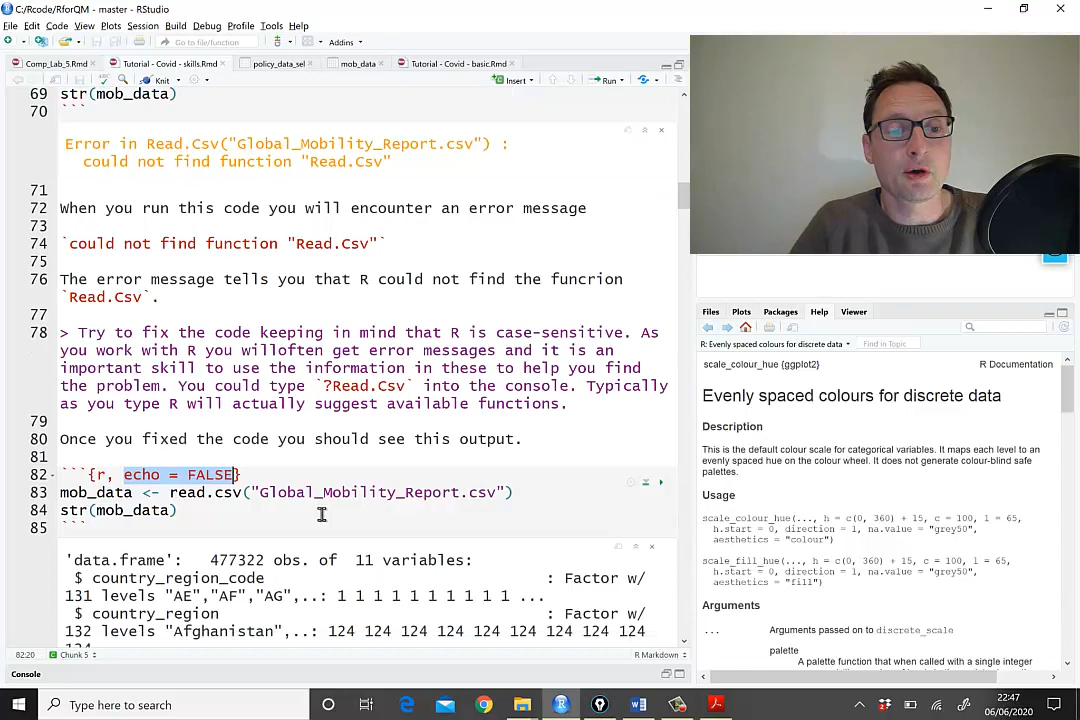 C:/Rcode/RforQM - master - RStudio
File Edit Code View Plots Session Build Debug Profile Tools Help
Go to file/function Addins
Comp_Lab_5.Rmd Tutorial - Covid - skills.Rmd policy_data_sel mob_data Tutorial - Covid - basic.Rmd
Knit Insert Run
69 str(mob_data)
70 ```
Error in Read.Csv("Global_Mobility_Report.csv") :
could not find function "Read.Csv"
71
72 When you run this code you will encounter an error message
73
74 `could not find function "Read.Csv"`
75
76 The error message tells you that R could not find the funcrion
`Read.Csv`.
77
78 > Try to fix the code keeping in mind that R is case-sensitive. As
you work with R you willoften get error messages and it is an
important skill to use the information in these to help you find
the problem. You could type `?Read.Csv` into the console. Typically
as you type R will actually suggest available functions.
79
80 Once you fixed the code you should see this output.
81
82 ```{r, echo = FALSE}
83 mob_data <- read.csv("Global_Mobility_Report.csv")
84 str(mob_data)
85 ```
'data.frame': 477322 obs. of 11 variables:
$ country_region_code : Factor w/
131 levels "AE","AF","AG",..: 1 1 1 1 1 1 1 1 1 1 ...
$ country_region : Factor w/
132 levels "Afghanistan",..: 124 124 124 124 124 124 124 124 124
82:20 Chunk 5 R Markdown
Console
Files Plots Packages Help Viewer
R: Evenly spaced colours for discrete data Find in Topic
scale_colour_hue {ggplot2} R Documentation
Evenly spaced colours for discrete data
Description
This is the default colour scale for categorical variables. It maps each level to an
evenly spaced hue on the colour wheel. It does not generate colour-blind safe
palettes.
Usage
scale_colour_hue(..., h = c(0, 360) + 15, c = 100, l = 65,
h.start = 0, direction = 1, na.value = "grey50",
aesthetics = "colour")
scale_fill_hue(..., h = c(0, 360) + 15, c = 100, l = 65,
h.start = 0, direction = 1, na.value = "grey50",
aesthetics = "fill")
Arguments
... Arguments passed on to discrete_scale
palette
A palette function that when called with a single integer
Type here to search
22:47
06/06/2020